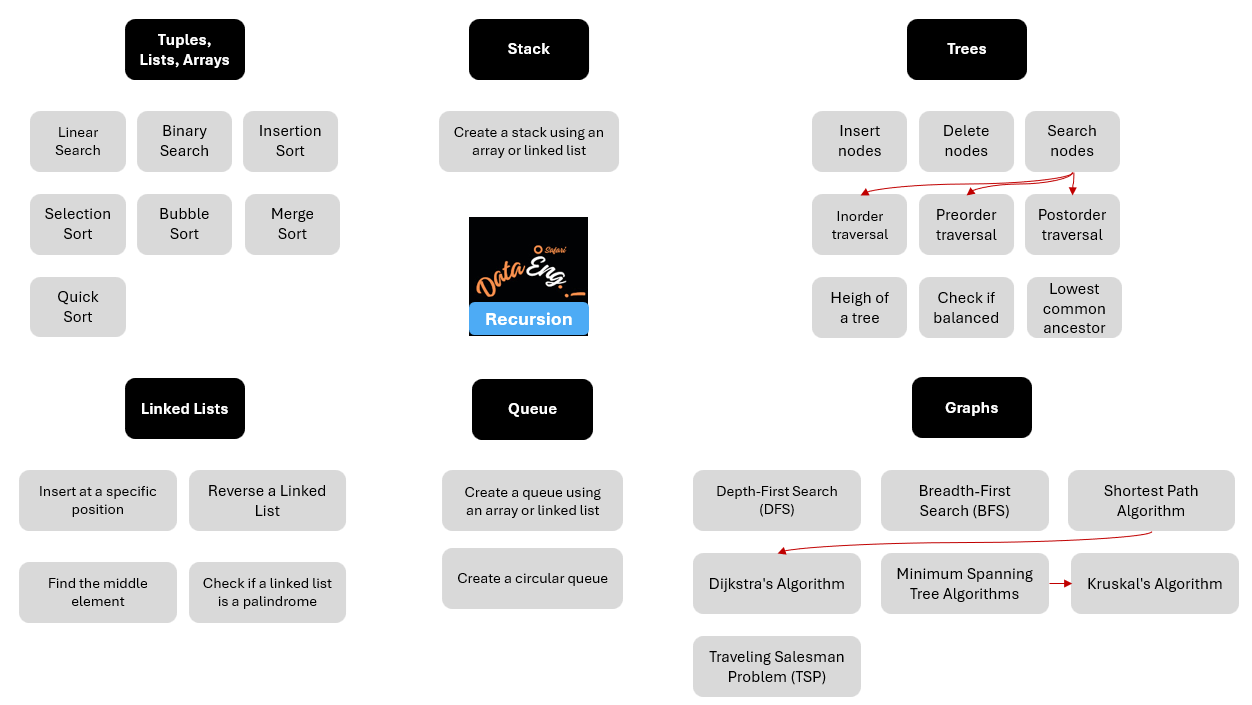 Tuples,
Lists, Arrays
Linear
Search
Binary
Search
Insertion
Sort
Selection
Sort
Bubble
Sort
Merge
Sort
Quick
Sort
Stack
Create a stack using an
array or linked list
Safari
Data Eng.
Recursion
Trees
Insert
nodes
Delete
nodes
Search
nodes
Inorder
traversal
Preorder
traversal
Postorder
traversal
Heigh of
a tree
Check if
balanced
Lowest
common
ancestor
Linked Lists
Insert at a specific
position
Reverse a Linked
List
Find the middle
element
Check if a linked list
is a palindrome
Queue
Create a queue using
an array or linked list
Create a circular queue
Graphs
Depth-First Search
(DFS)
Breadth-First
Search (BFS)
Shortest Path
Algorithm
Dijkstra's Algorithm
Minimum Spanning
Tree Algorithms
Kruskal's Algorithm
Traveling Salesman
Problem (TSP)